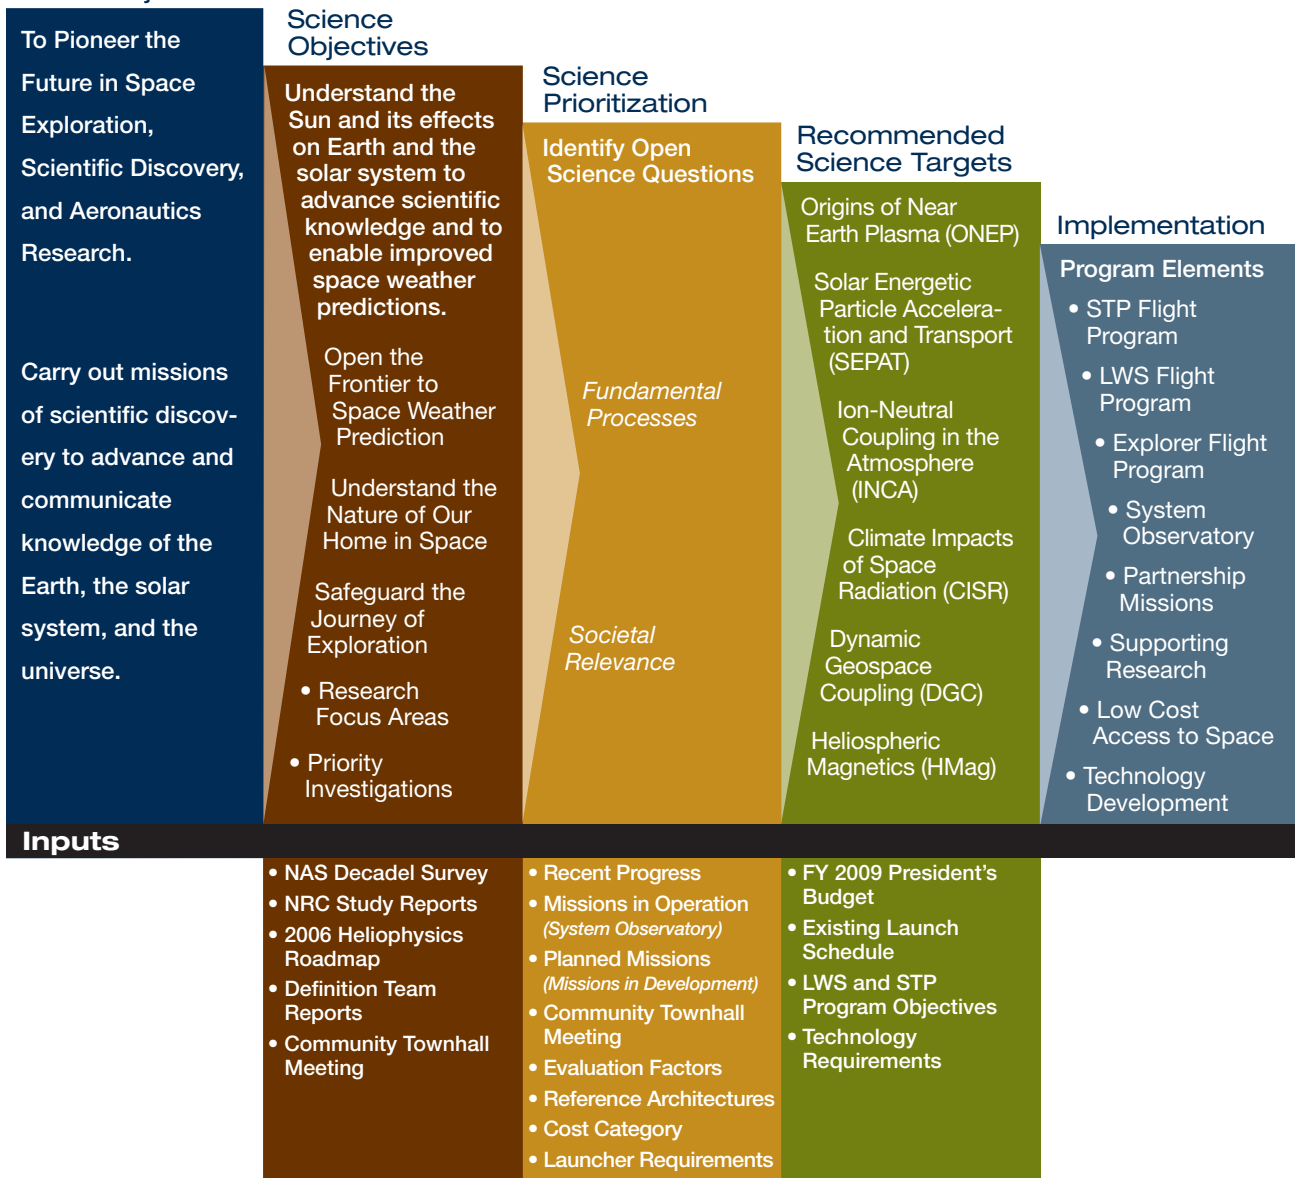 To Pioneer the
Future in Space
Exploration,
Scientific Discovery,
and Aeronautics
Research.
Carry out missions
of scientific discov-
ery to advance and
communicate
knowledge of the
Earth, the solar
system, and the
universe.
Science
Objectives
Understand the
Sun and its effects
on Earth and the
solar system to
advance scientific
knowledge and to
enable improved
space weather
predictions.
Open the
Frontier to
Space Weather
Prediction
Understand the
Nature of Our
Home in Space
Safeguard the
Journey of
Exploration
• Research
Focus Areas
• Priority
Investigations
Science
Prioritization
Identify Open
Science Questions
Fundamental
Processes
Societal
Relevance
Recommended
Science Targets
Origins of Near
Earth Plasma (ONEP)
Solar Energetic
Particle Accelera-
tion and Transport
(SEPAT)
Ion-Neutral
Coupling in the
Atmosphere
(INCA)
Climate Impacts
of Space
Radiation (CISR)
Dynamic
Geospace
Coupling (DGC)
Heliospheric
Magnetics (HMag)
Implementation
Program Elements
• STP Flight
Program
• LWS Flight
Program
• Explorer Flight
Program
• System
Observatory
• Partnership
Missions
• Supporting
Research
• Low Cost
Access to Space
• Technology
Development
Inputs
• NAS Decadel Survey
• NRC Study Reports
• 2006 Heliophysics
Roadmap
• Definition Team
Reports
• Community Townhall
Meeting
• Recent Progress
• Missions in Operation
(System Observatory)
• Planned Missions
(Missions in Development)
• Community Townhall
Meeting
• Evaluation Factors
• Reference Architectures
• Cost Category
• Launcher Requirements
• FY 2009 President's
Budget
• Existing Launch
Schedule
• LWS and STP
Program Objectives
• Technology
Requirements